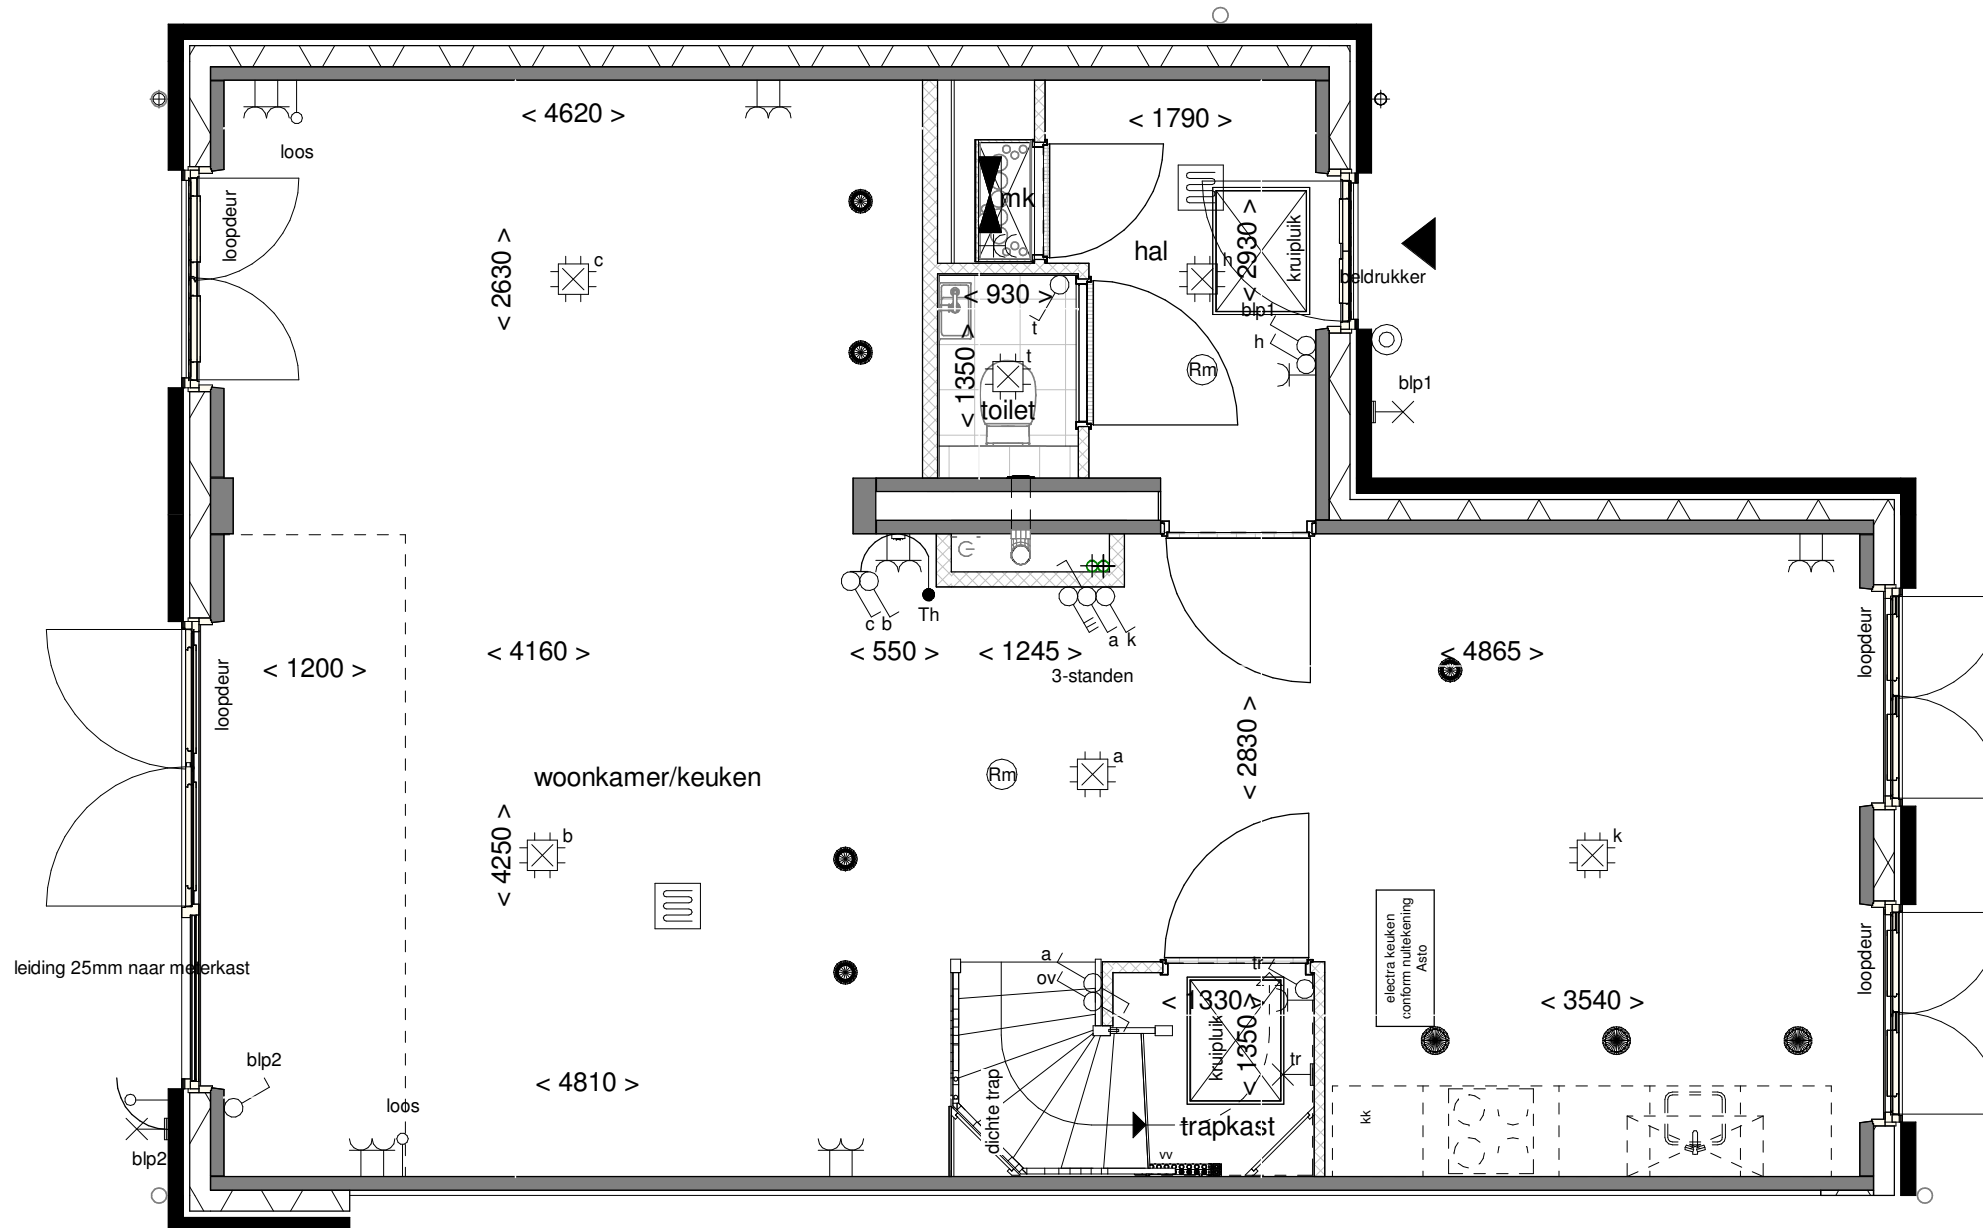 < 4620 >
< 1790 >
loos
loopdeur
mk
< 2630 >
c
hal
h
< 2930 >
kruipluik
beldrukker
< 930 >
t
blp1
h
< 1350 >
t
toilet
Rm
blp1
c b
Th
a k
< 1200 >
< 4160 >
< 550 >
< 1245 >
3-standen
< 4865 >
loopdeur
loopdeur
< 2830 >
woonkamer/keuken
Rm
a
b
< 4250 >
k
electra keuken
conform nultekening
Asto
loopdeur
leiding 25mm naar meterkast
a
ov
tr
< 1330 >
< 3540 >
kruipluik
< 1350 >
tr
blp2
< 4810 >
loos
dichte trap
trapkast
kk
vv
blp2